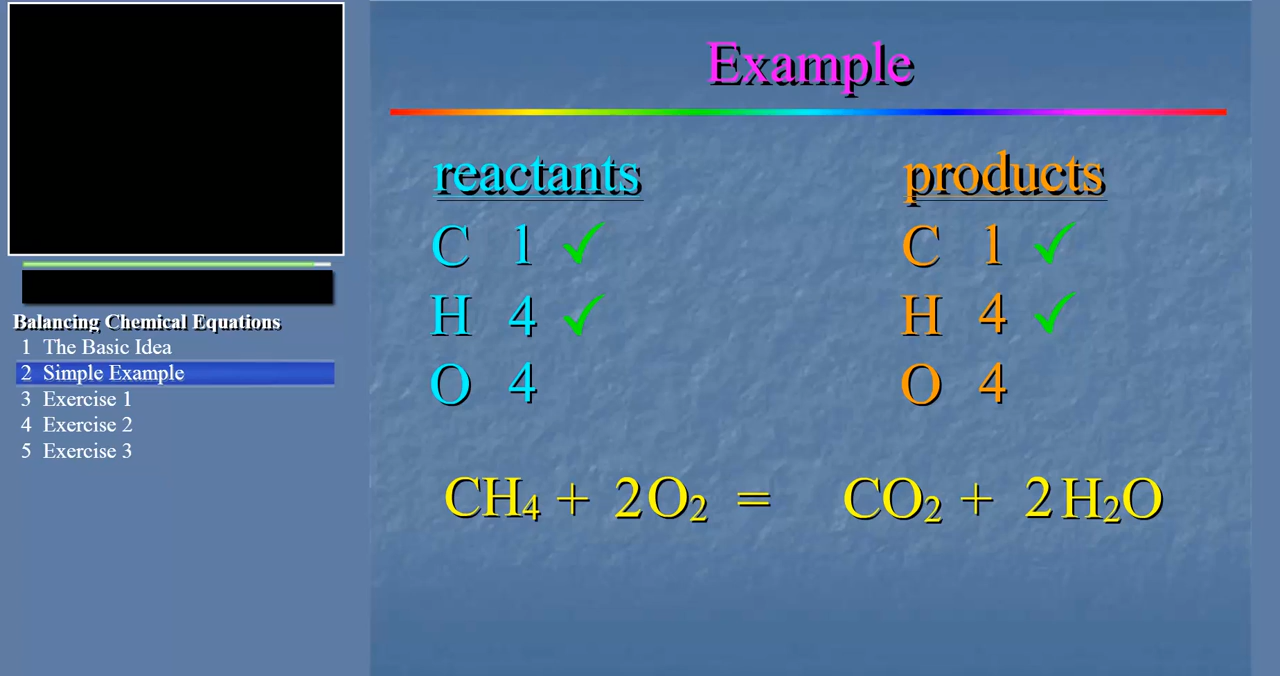 Example
reactants products
C 1 ✓ C 1 ✓
H 4 ✓ H 4 ✓
O 4 O 4
CH₄ + 2O₂ = CO₂ + 2H₂O
Balancing Chemical Equations
1 The Basic Idea
2 Simple Example
3 Exercise 1
4 Exercise 2
5 Exercise 3